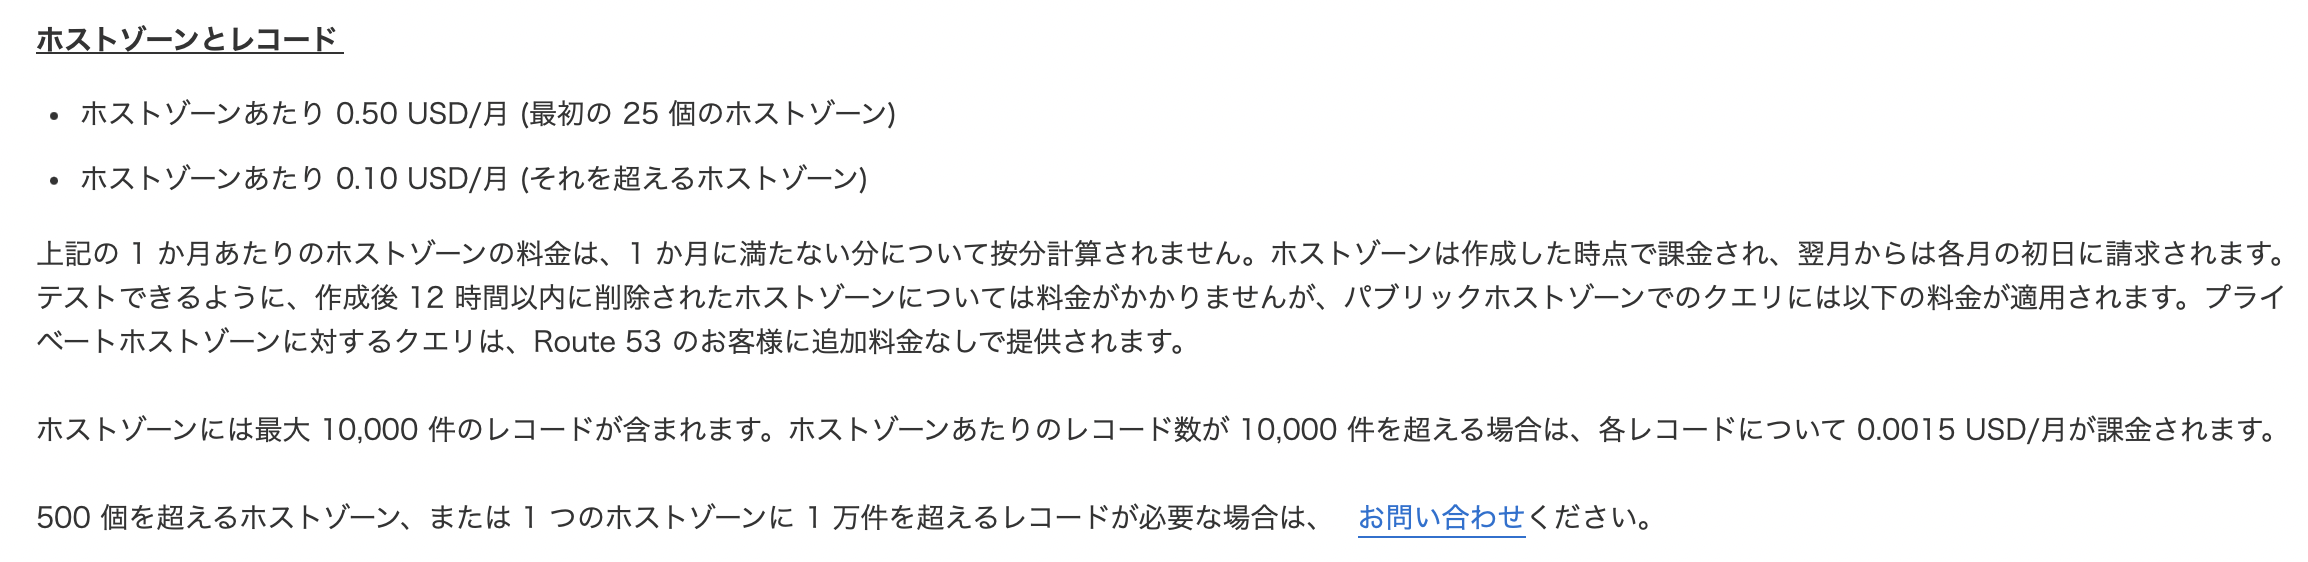 ホストゾーンとレコード
• ホストゾーンあたり 0.50 USD/月 (最初の 25 個のホストゾーン)
• ホストゾーンあたり 0.10 USD/月 (それを超えるホストゾーン)
上記の 1 か月あたりのホストゾーンの料金は、1 か月に満たない分について按分計算されません。ホストゾーンは作成した時点で課金され、翌月からは各月の初日に請求されます。
テストできるように、作成後 12 時間以内に削除されたホストゾーンについては料金がかかりませんが、パブリックホストゾーンでのクエリには以下の料金が適用されます。プライ
ベートホストゾーンに対するクエリは、Route 53 のお客様に追加料金なしで提供されます。
ホストゾーンには最大 10,000 件のレコードが含まれます。ホストゾーンあたりのレコード数が 10,000 件を超える場合は、各レコードについて 0.0015 USD/月が課金されます。
500 個を超えるホストゾーン、または 1 つのホストゾーンに 1 万件を超えるレコードが必要な場合は、 お問い合わせください。